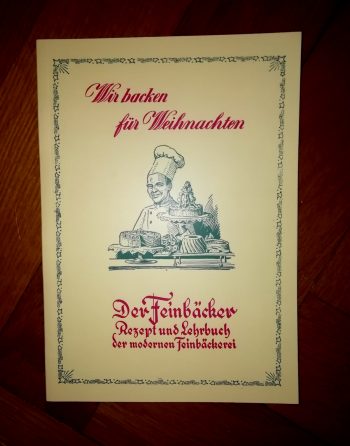 Wir backen
für Weihnachten
Der Feinbäcker
Rezept und Lehrbuch
der modernen Feinbäckerei